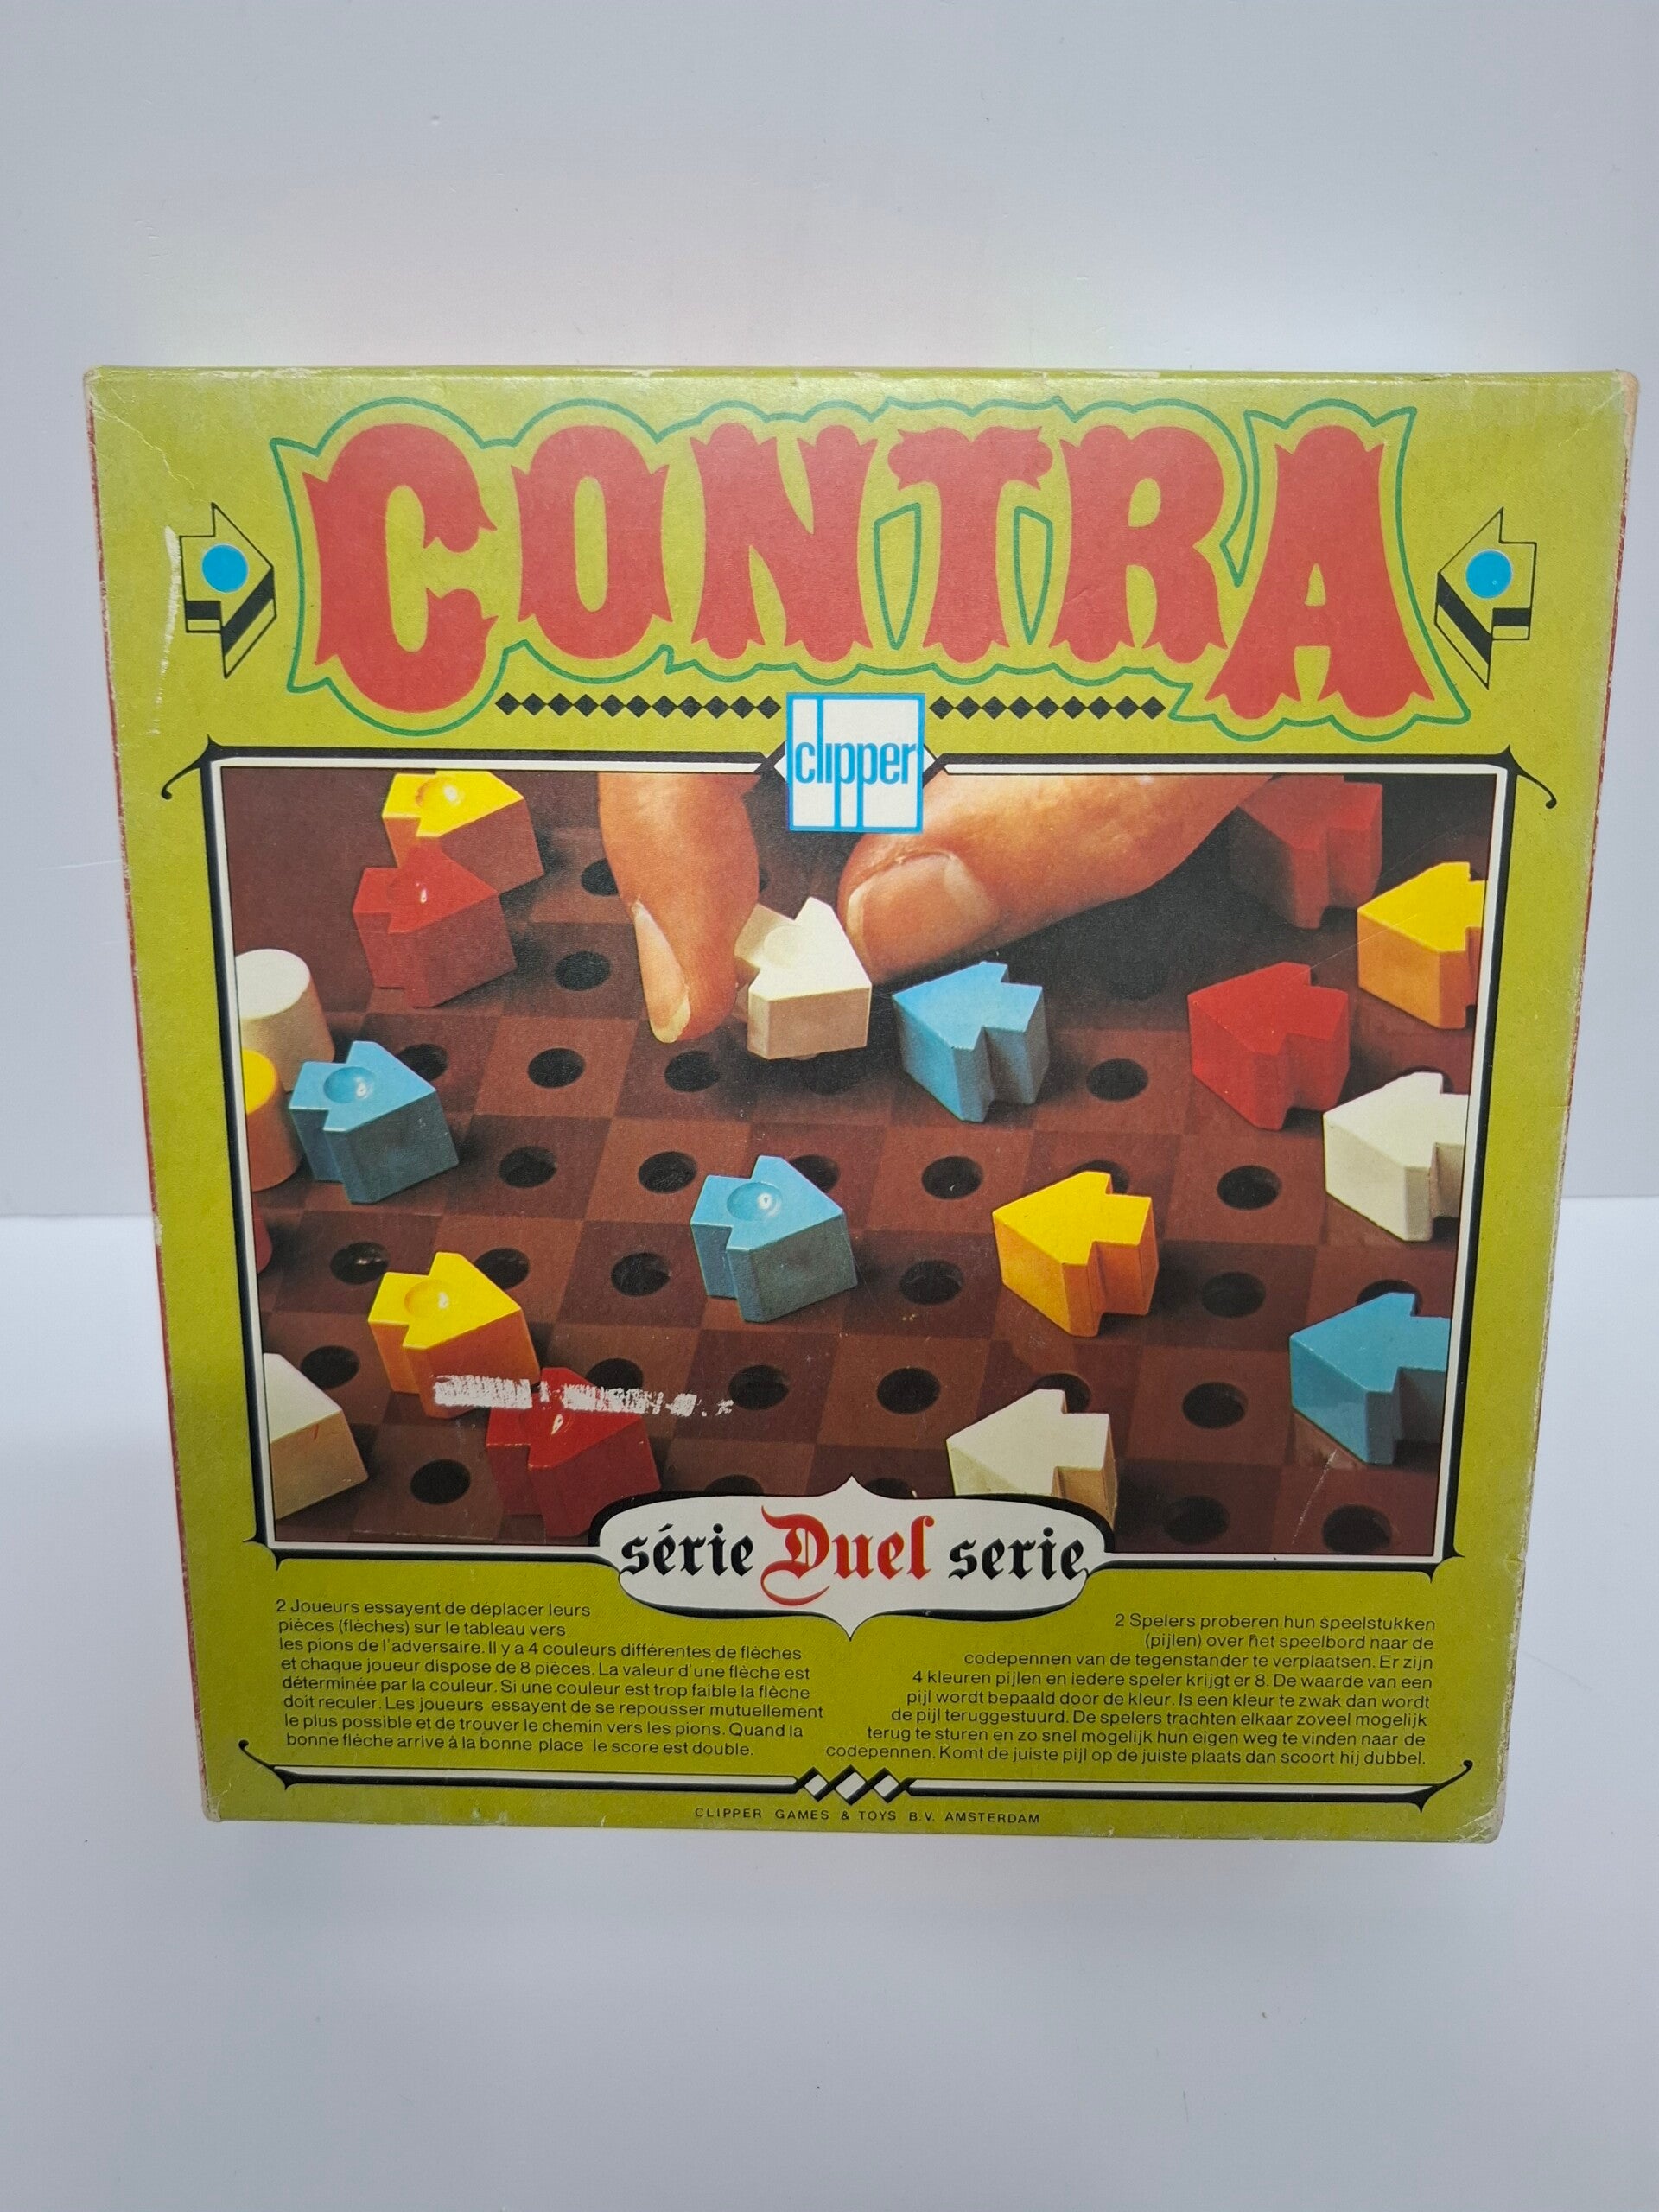 CONTRA
clipper
série Duel serie
2 Joueurs essayent de déplacer leurs
pièces (flèches) sur le tableau vers
les pions de l'adversaire. Il y a 4 couleurs différentes de flèches
et chaque joueur dispose de 8 pièces. La valeur d'une flèche est
déterminée par la couleur. Si une couleur est trop faible la flèche
doit reculer. Les joueurs essayent de se repousser mutuellement
le plus possible et de trouver le chemin vers les pions. Quand la
bonne flèche arrive à la bonne place le score est double.
2 Spelers proberen hun speelstukken
(pijlen) over het speelbord naar de
codepennen van de tegenstander te verplaatsen. Er zijn
4 kleuren pijlen en iedere speler krijgt er 8. De waarde van een
pijl wordt bepaald door de kleur. Is een kleur te zwak dan wordt
de pijl teruggestuurd. De spelers trachten elkaar zoveel mogelijk
terug te sturen en zo snel mogelijk hun eigen weg te vinden naar de
codepennen. Komt de juiste pijl op de juiste plaats dan scoort hij dubbel.
CLIPPER GAMES & TOYS B.V. AMSTERDAM